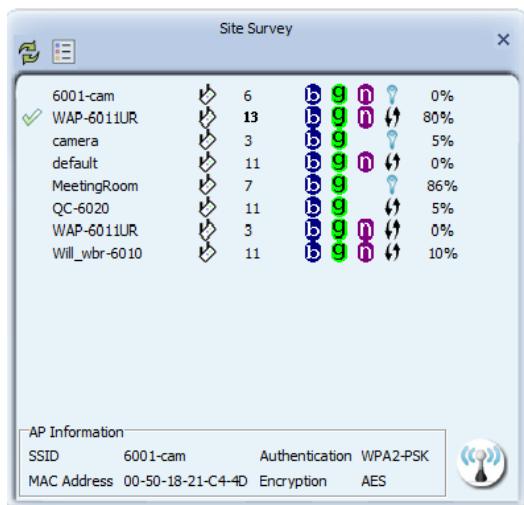 Site Survey
6001-cam 6 b g n 0%
WAP-6011UR 13 b g n 80%
camera 3 b g 5%
default 11 b g n 0%
MeetingRoom 7 b g 86%
QC-6020 11 b g 5%
WAP-6011UR 3 b g n 0%
Will_wbr-6010 11 b g n 10%
AP Information
SSID 6001-cam Authentication WPA2-PSK
MAC Address 00-50-18-21-C4-4D Encryption AES